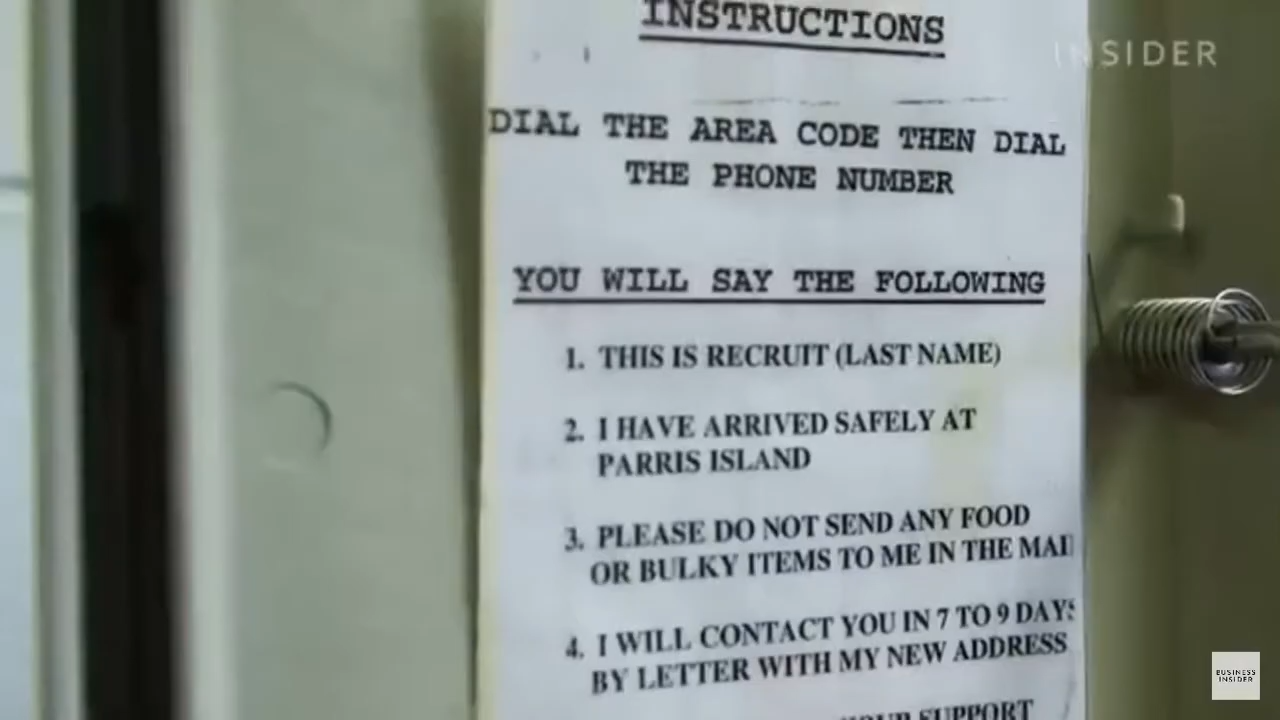 INSTRUCTIONS
INSIDER
DIAL THE AREA CODE THEN DIAL
THE PHONE NUMBER
YOU WILL SAY THE FOLLOWING
1. THIS IS RECRUIT (LAST NAME)
2. I HAVE ARRIVED SAFELY AT
PARRIS ISLAND
3. PLEASE DO NOT SEND ANY FOOD
OR BULKY ITEMS TO ME IN THE MAIL
4. I WILL CONTACT YOU IN 7 TO 9 DAYS
BY LETTER WITH MY NEW ADDRESS
YOUR SUPPORT
BUSINESS
INSIDER